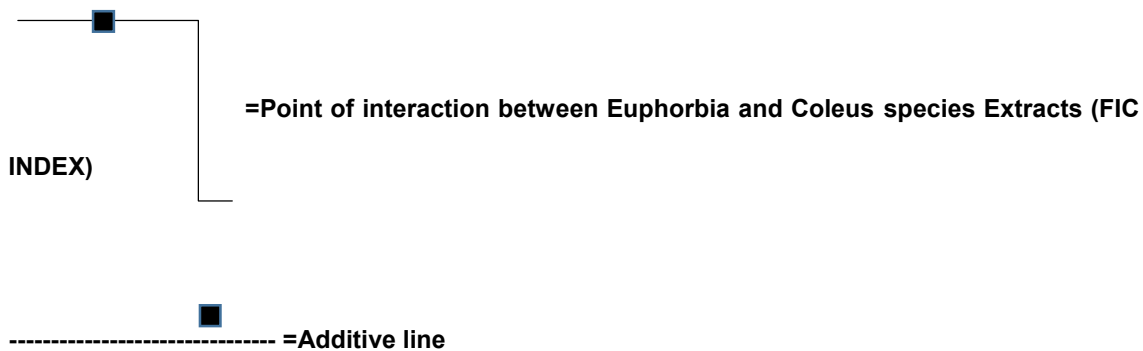 =Point of interaction between Euphorbia and Coleus species Extracts (FIC
INDEX)
-------------------------------- =Additive line